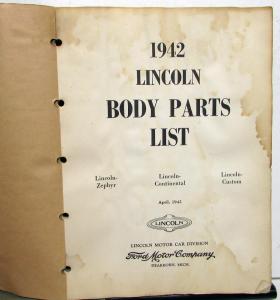 1942
LINCOLN
BODY PARTS
LIST
Lincoln- Lincoln- Lincoln-
Zephyr Continental Custom
April, 1942
LINCOLN
LINCOLN MOTOR CAR DIVISION
Ford Motor Company
DEARBORN, MICH.